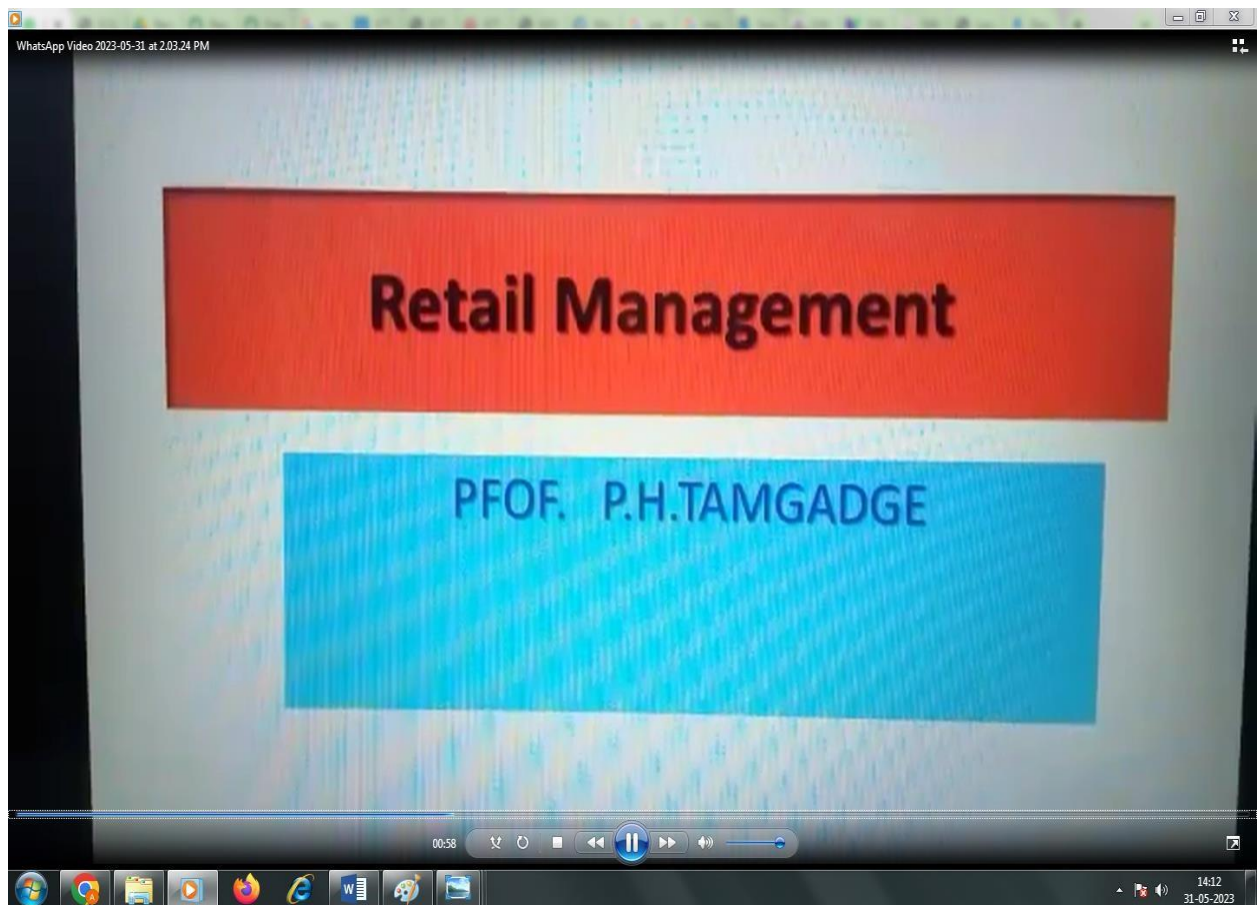 WhatsApp Video 2023-05-31 at 2.03.24 PM
Retail Management
PFOF. P.H.TAMGADGE
00:58
14:12
31-05-2023